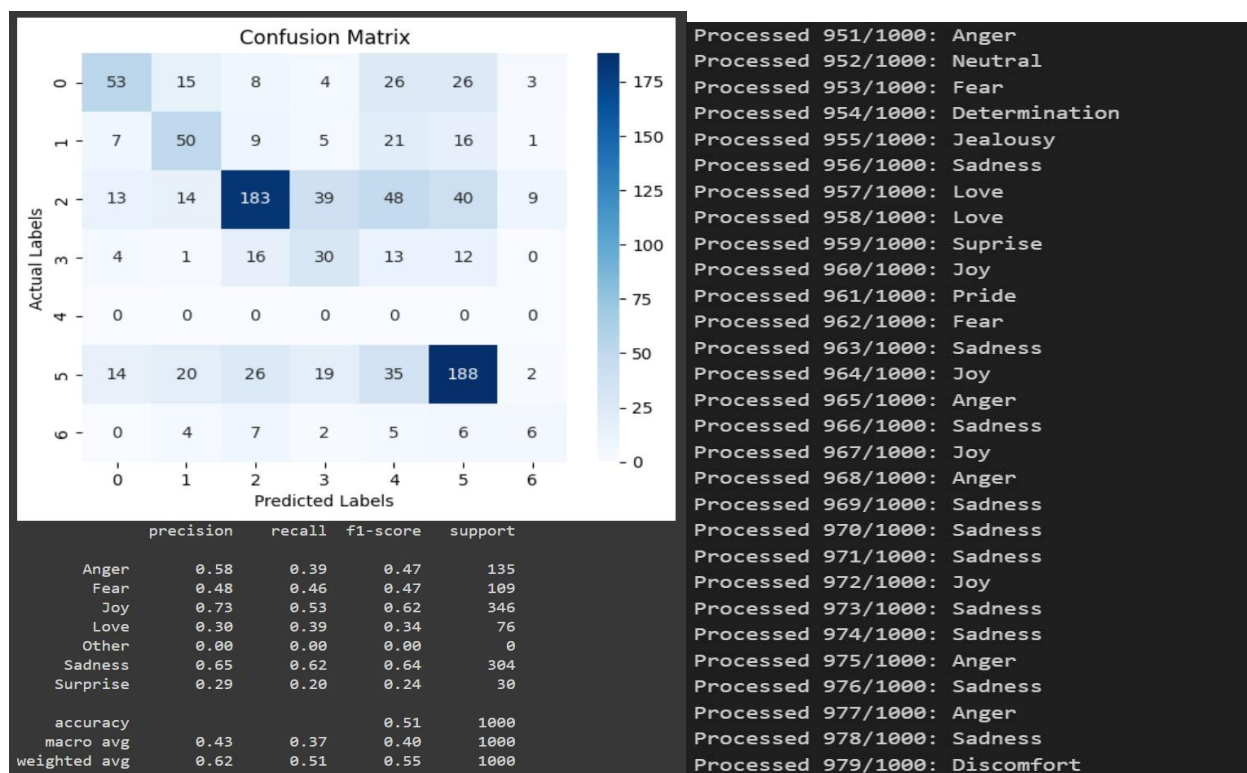 Confusion Matrix
0 53 15 8 4 26 26 3
1 7 50 9 5 21 16 1
2 13 14 183 39 48 40 9
3 4 1 16 30 13 12 0
4 0 0 0 0 0 0 0
5 14 20 26 19 35 188 2
6 0 4 7 2 5 6 6
0 1 2 3 4 5 6
Predicted Labels
Actual Labels
175
150
125
100
75
50
25
0
precision recall f1-score support
Anger 0.58 0.39 0.47 135
Fear 0.48 0.46 0.47 109
Joy 0.73 0.53 0.62 346
Love 0.30 0.39 0.34 76
Other 0.00 0.00 0.00 0
Sadness 0.65 0.62 0.64 304
Surprise 0.29 0.20 0.24 30
accuracy 0.51 1000
macro avg 0.43 0.37 0.40 1000
weighted avg 0.62 0.51 0.55 1000
Processed 951/1000: Anger
Processed 952/1000: Neutral
Processed 953/1000: Fear
Processed 954/1000: Determination
Processed 955/1000: Jealousy
Processed 956/1000: Sadness
Processed 957/1000: Love
Processed 958/1000: Love
Processed 959/1000: Suprise
Processed 960/1000: Joy
Processed 961/1000: Pride
Processed 962/1000: Fear
Processed 963/1000: Sadness
Processed 964/1000: Joy
Processed 965/1000: Anger
Processed 966/1000: Sadness
Processed 967/1000: Joy
Processed 968/1000: Anger
Processed 969/1000: Sadness
Processed 970/1000: Sadness
Processed 971/1000: Sadness
Processed 972/1000: Joy
Processed 973/1000: Sadness
Processed 974/1000: Sadness
Processed 975/1000: Anger
Processed 976/1000: Sadness
Processed 977/1000: Anger
Processed 978/1000: Sadness
Processed 979/1000: Discomfort